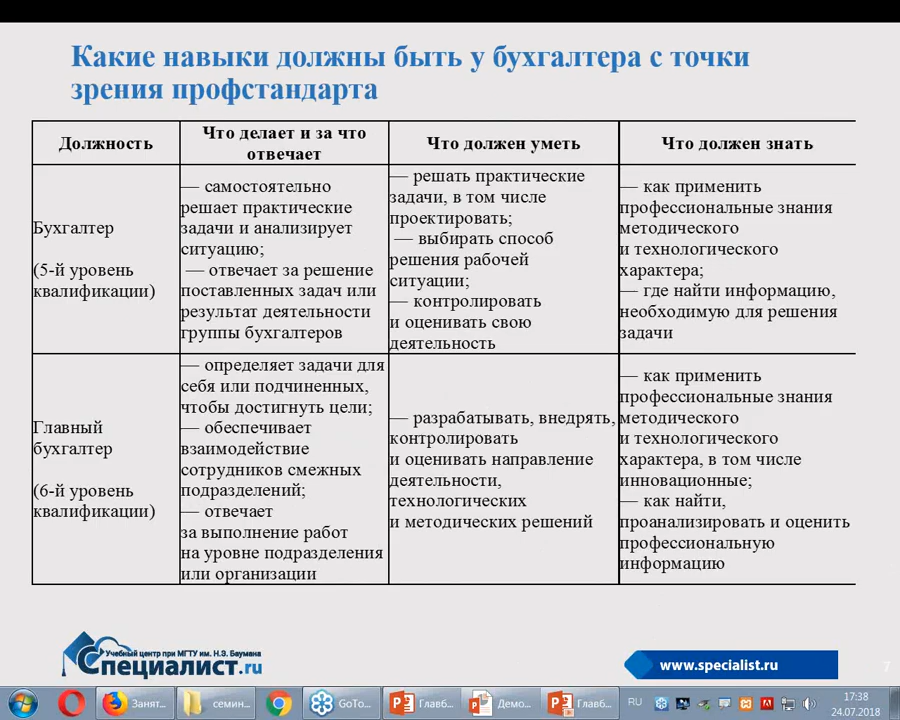 Какие навыки должны быть у бухгалтера с точки
зрения профстандарта
Должность
Что делает и за что
отвечает
Что должен уметь
Что должен знать
Бухгалтер
(5-й уровень
квалификации)
— самостоятельно
решает практические
задачи и анализирует
ситуацию;
— отвечает за решение
поставленных задач или
результат деятельности
группы бухгалтеров
— решать практические
задачи, в том числе
проектировать;
— выбирать способ
решения рабочей
ситуации;
— контролировать
и оценивать свою
деятельность
— как применить
профессиональные знания
методического
и технологического
характера;
— где найти информацию,
необходимую для решения
задачи
Главный
бухгалтер
(6-й уровень
квалификации)
— определяет задачи для
себя или подчиненных,
чтобы достигнуть цели;
— обеспечивает
взаимодействие
сотрудников смежных
подразделений;
— отвечает
за выполнение работ
на уровне подразделения
или организации
— разрабатывать, внедрять,
контролировать
и оценивать направление
деятельности,
технологических
и методических решений
— как применить
профессиональные знания
методического
и технологического
характера, в том числе
инновационные;
— как найти,
проанализировать и оценить
профессиональную
информацию
Учебный центр при МГТУ им. Н.Э. Баумана
Специалист.ru
www.specialist.ru
7
Занят...
семин...
GoTo...
Главб...
Демо...
Главб...
RU
17:38
24.07.2018